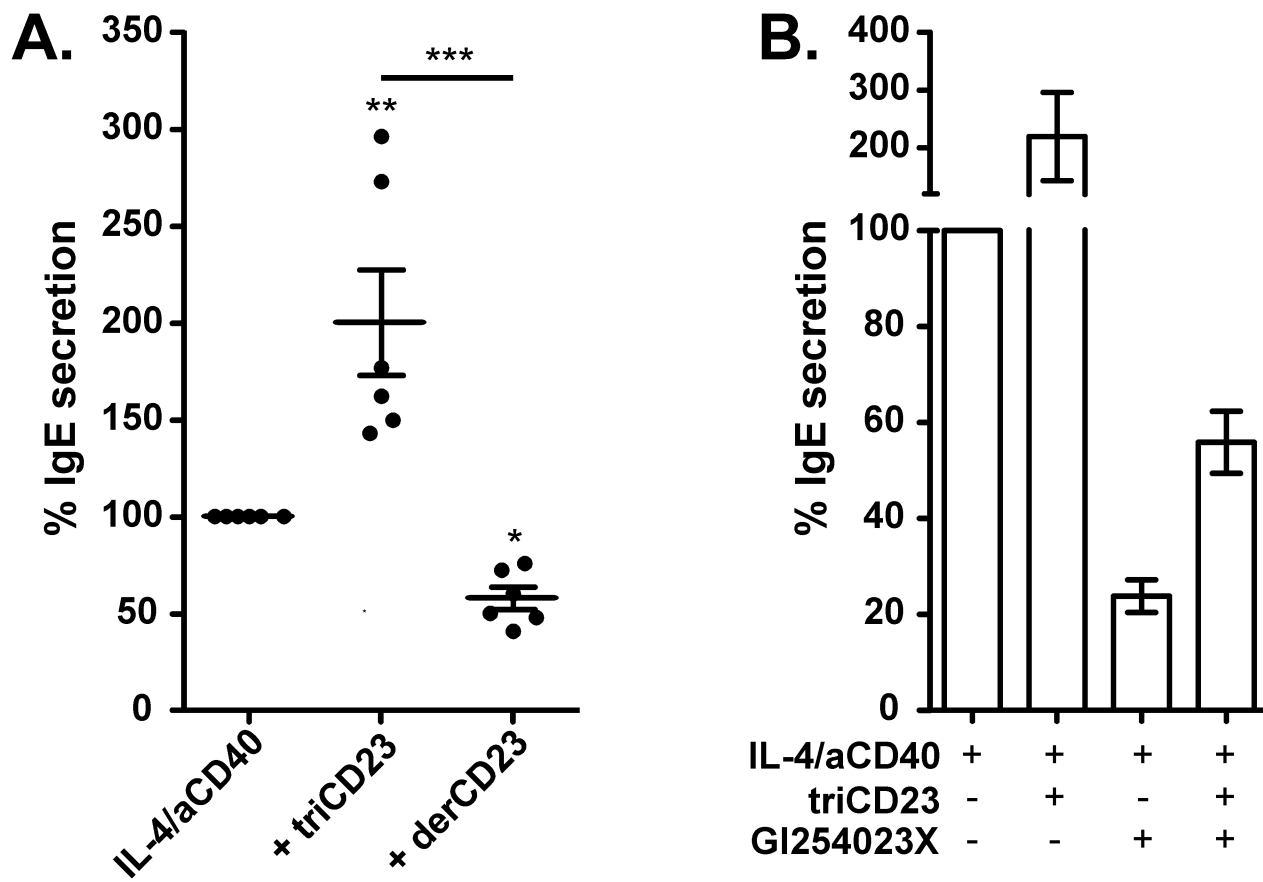 A.
% IgE secretion
350
300
250
200
150
100
50
0
***
**
*
IL-4/aCD40
+ triCD23
+ derCD23
B.
% IgE secretion
400
300
200
100
80
60
40
20
0
IL-4/aCD40 + + + +
triCD23 - + - +
GI254023X - - + +